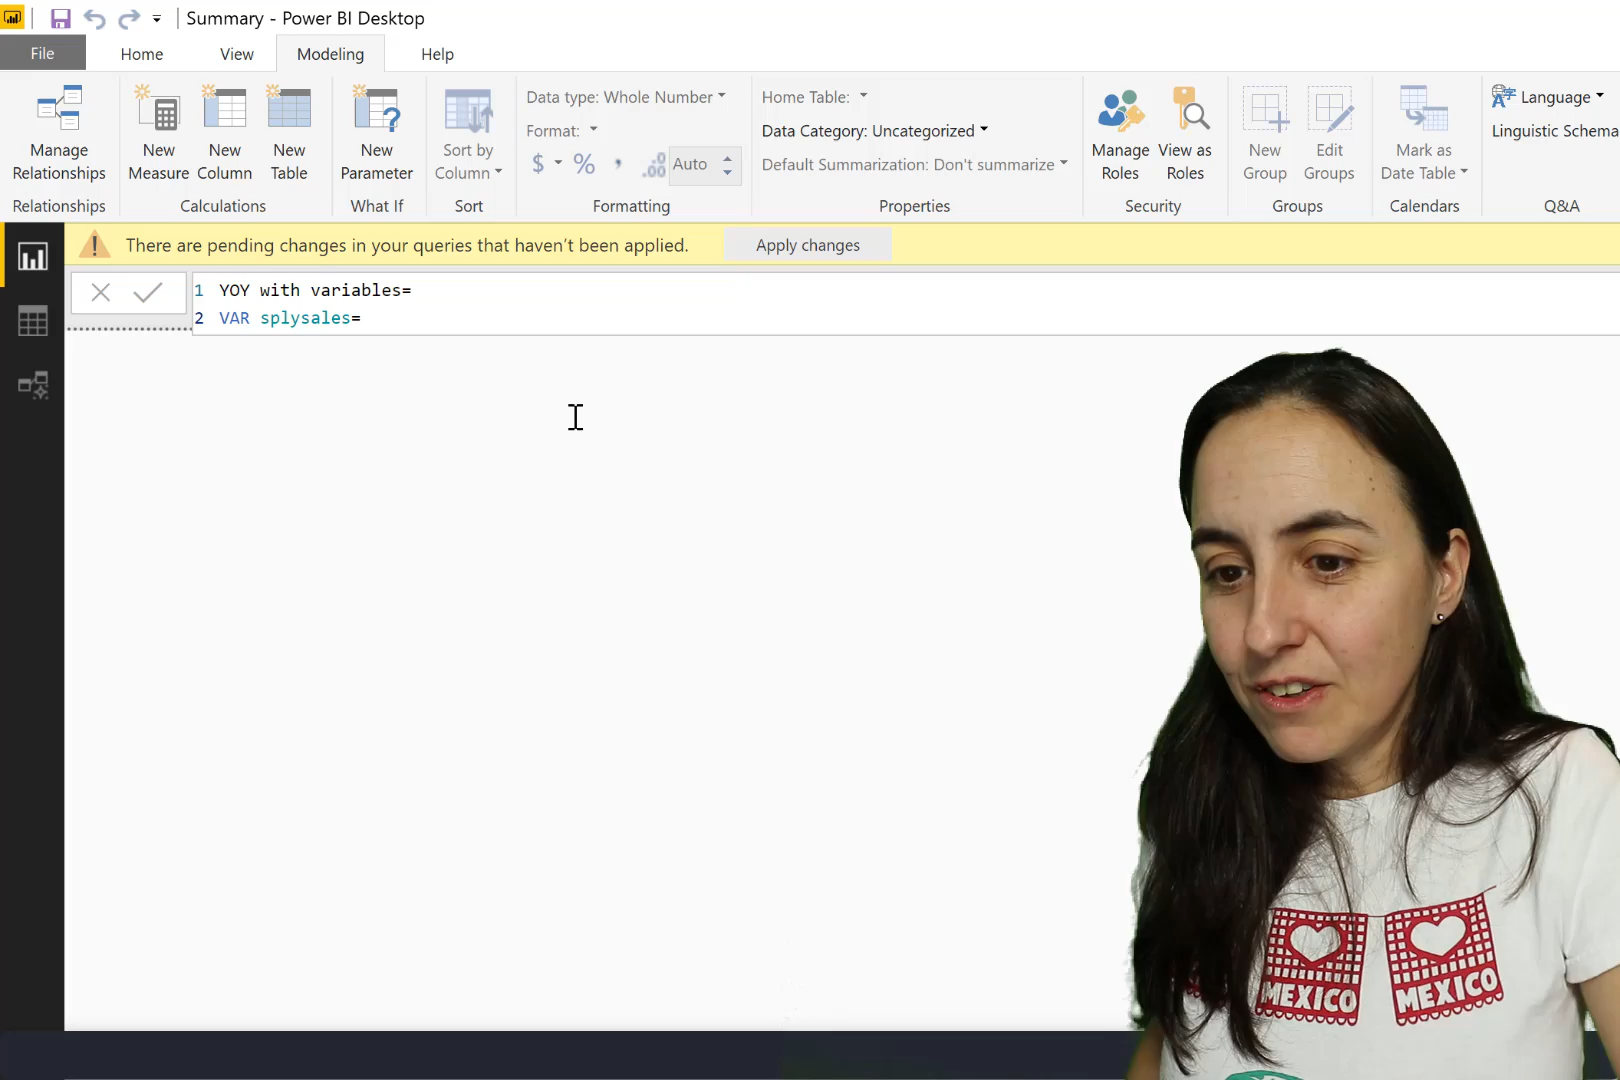 Summary - Power BI Desktop
File Home View Modeling Help
Manage Relationships
New Measure
New Column
New Table
New Parameter
Sort by Column
Data type: Whole Number
Format:
$ % , .00 Auto
Home Table:
Data Category: Uncategorized
Default Summarization: Don't summarize
Manage Roles
View as Roles
New Group
Edit Groups
Mark as Date Table
Language
Linguistic Schema
Relationships Calculations What If Sort Formatting Properties Security Groups Calendars Q&A
There are pending changes in your queries that haven't been applied. Apply changes
1 YOY with variables=
2 VAR splysales=
MEXICO MEXICO